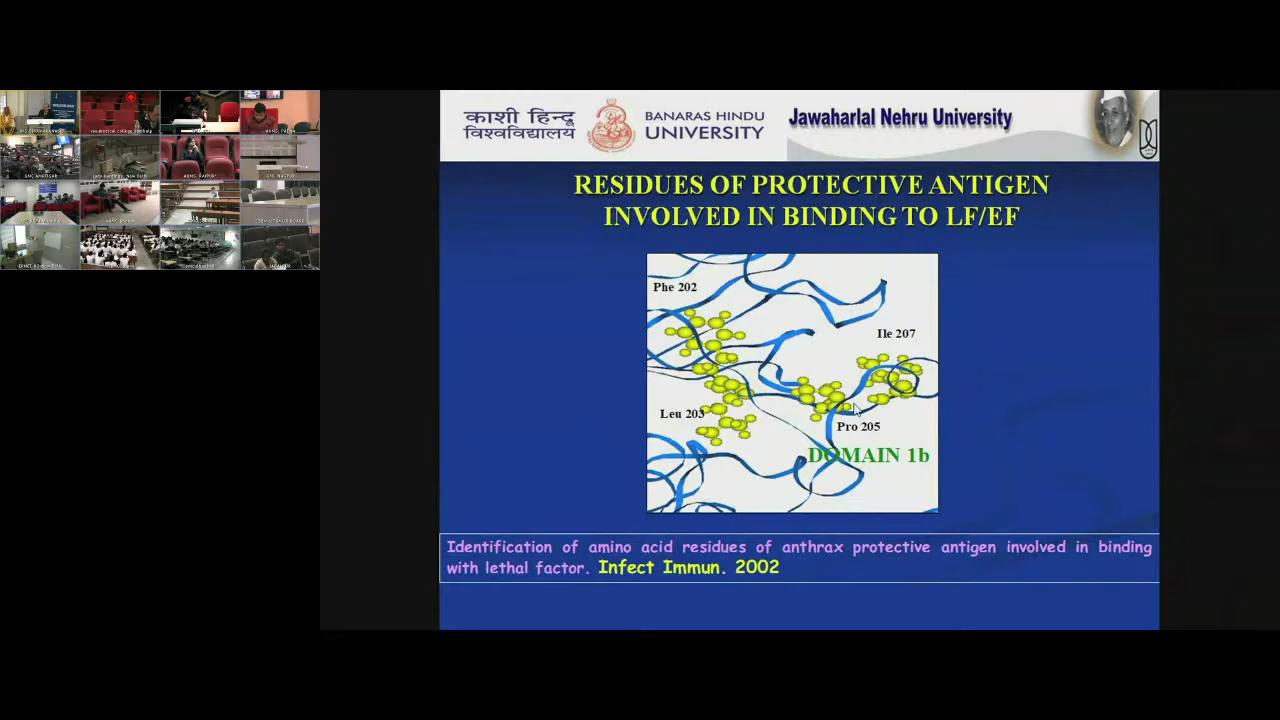 काशी हिन्दू
विश्वविद्यालय
BANARAS HINDU
UNIVERSITY
Jawaharlal Nehru University
RESIDUES OF PROTECTIVE ANTIGEN
INVOLVED IN BINDING TO LF/EF
Phe 202
Ile 207
Leu 203
Pro 205
DOMAIN 1b
Identification of amino acid residues of anthrax protective antigen involved in binding
with lethal factor. Infect Immun. 2002